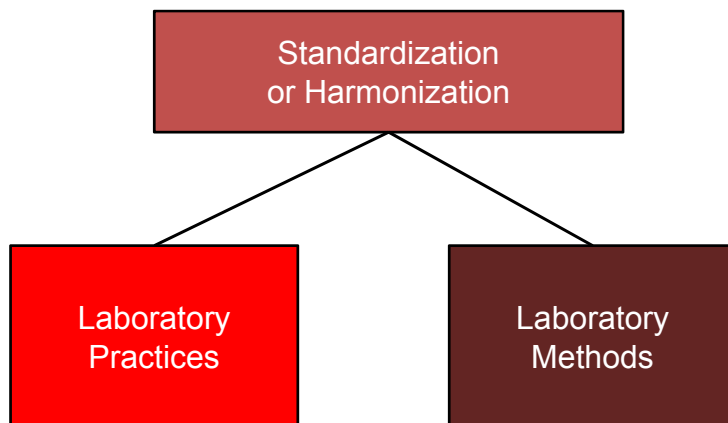 Standardization
or Harmonization
Laboratory
Practices
Laboratory
Methods